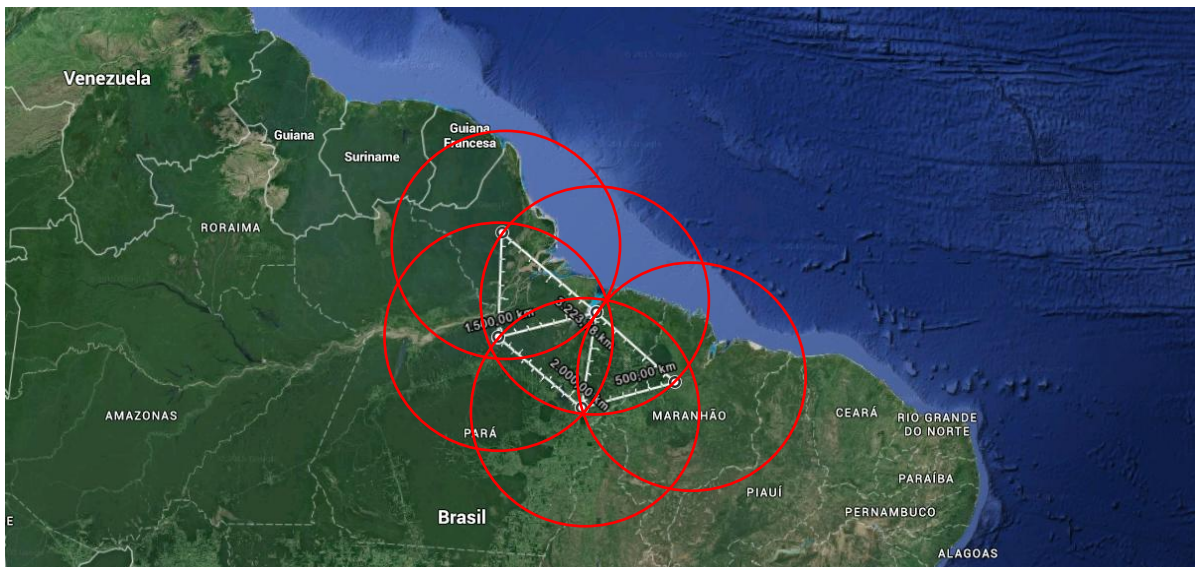 Venezuela
Guiana
Guiana
Francesa
Suriname
RORAIMA
1.500,00 km
2.000,00 km
500,00 km
AMAZONAS
PARÁ
MARANHÃO
CEARÁ
RIO GRANDE
DO NORTE
PARAÍBA
PIAUÍ
PERNAMBUCO
Brasil
E
ALAGOAS